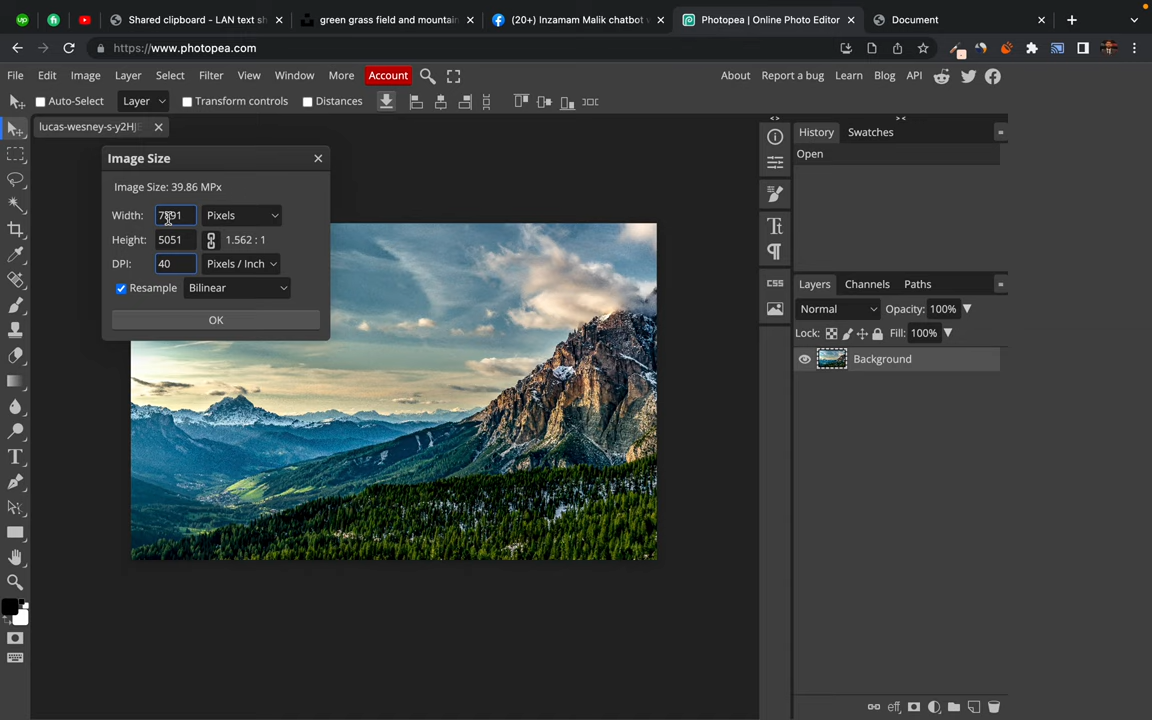 Shared clipboard - LAN text sh
green grass field and mountain
(20+) Inzamam Malik chatbot
Photopea | Online Photo Editor
Document
https://www.photopea.com
File Edit Image Layer Select Filter View Window More Account About Report a bug Learn Blog API
Auto-Select Layer Transform controls Distances
lucas-wesney-s-y2HJ
Image Size
Image Size: 39.86 MPx
Width: Pixels
Height: 5051 1.562 : 1
DPI: 40 Pixels / Inch
Resample Bilinear
OK
History Swatches
Open
CSS
Layers Channels Paths
Normal Opacity: 100%
Lock: Fill: 100%
Background
eff